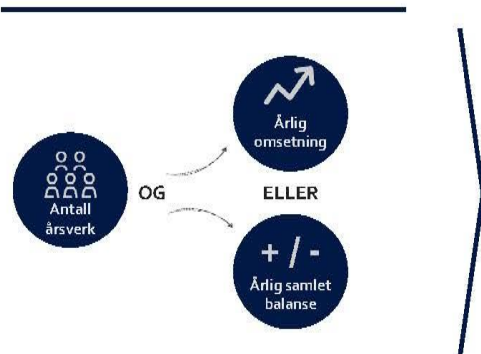 Årlig
omsetning
Antall
årsverk
OG
ELLER
+ / -
Årlig samlet
balanse